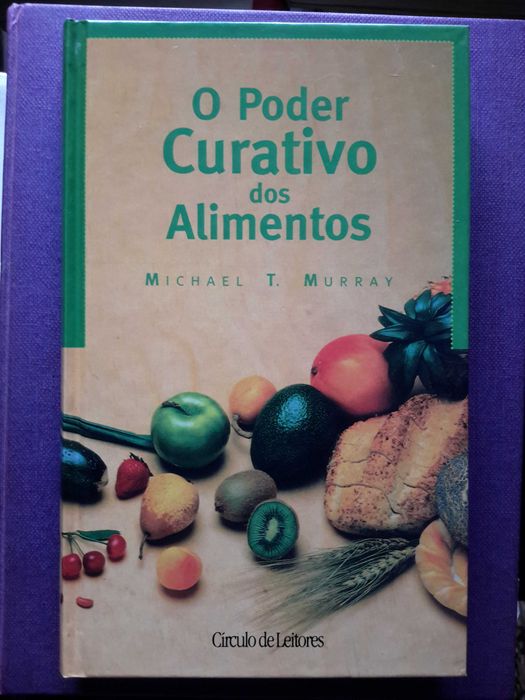 O Poder
Curativo
dos
Alimentos
MICHAEL T. MURRAY
Círculo de Leitores